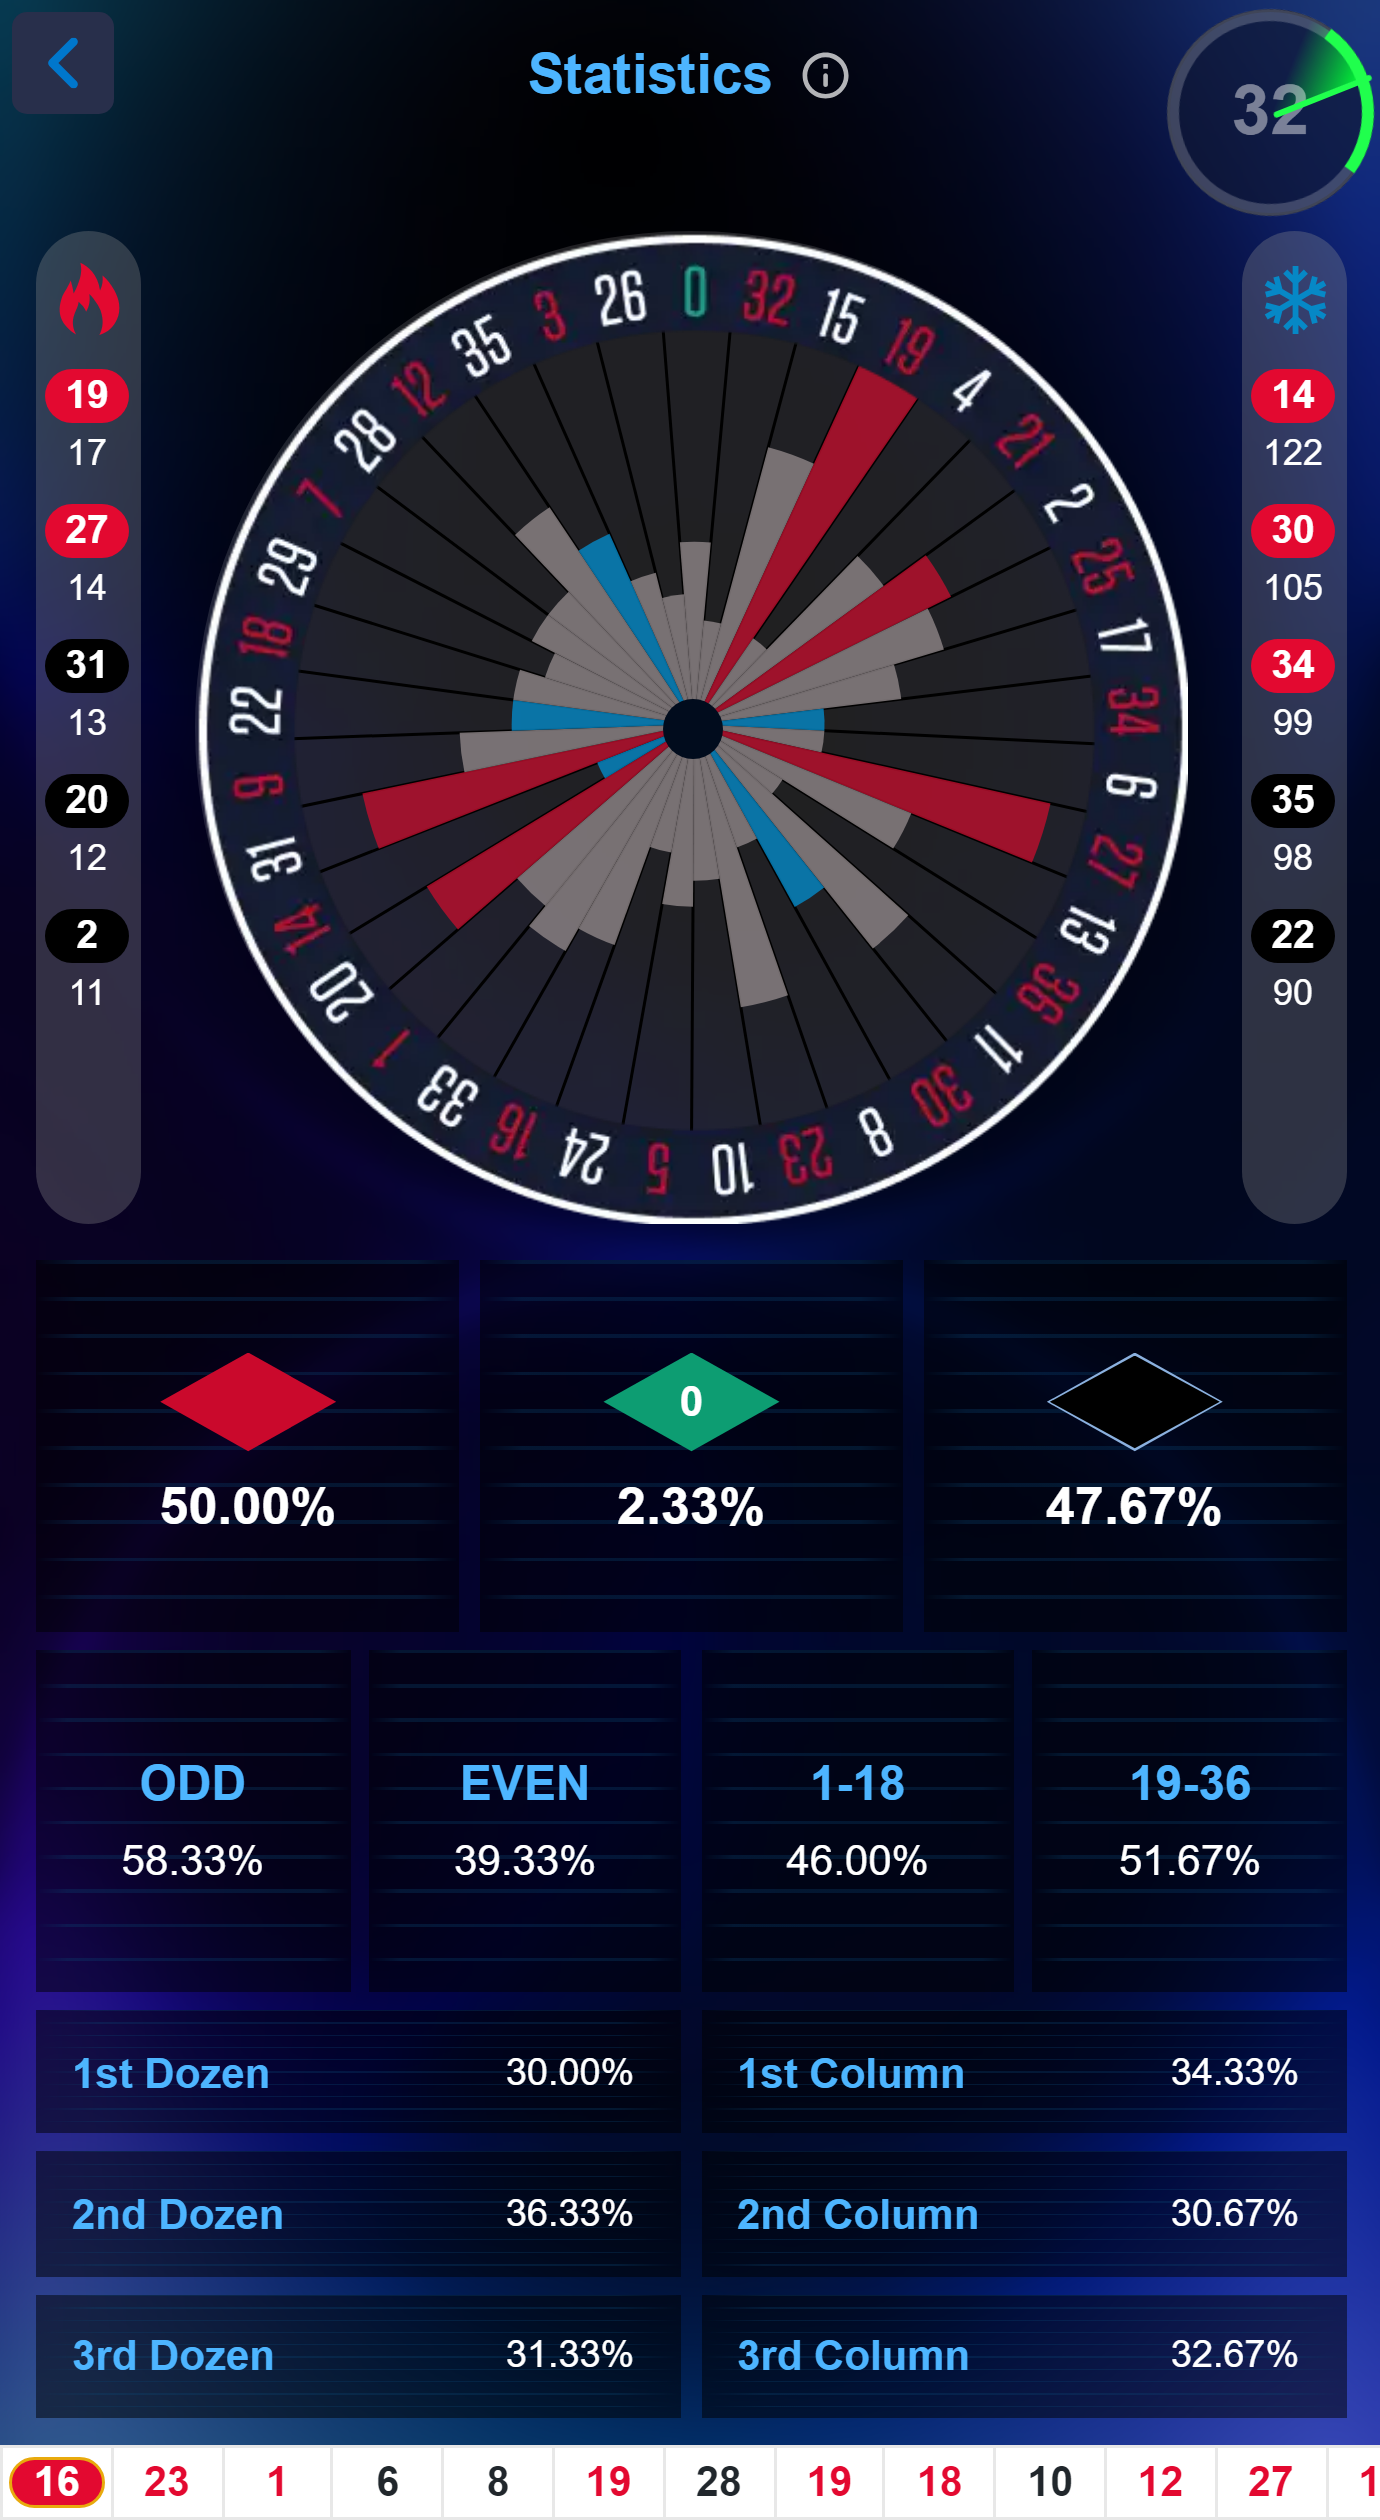 Statistics
32
19
17
27
14
31
13
20
12
2
11
14
122
30
105
34
99
35
98
22
90
0 32 15 19 4 21 2 25 17 34 6 27 13 36 11 30 8 23 10 5 24 16 33 1 20 14 31 9 22 18 29 7 28 12 35 3 26
0
50.00% 2.33% 47.67%
ODD EVEN 1-18 19-36
58.33% 39.33% 46.00% 51.67%
1st Dozen 30.00% 1st Column 34.33%
2nd Dozen 36.33% 2nd Column 30.67%
3rd Dozen 31.33% 3rd Column 32.67%
16 23 1 6 8 19 28 19 18 10 12 27